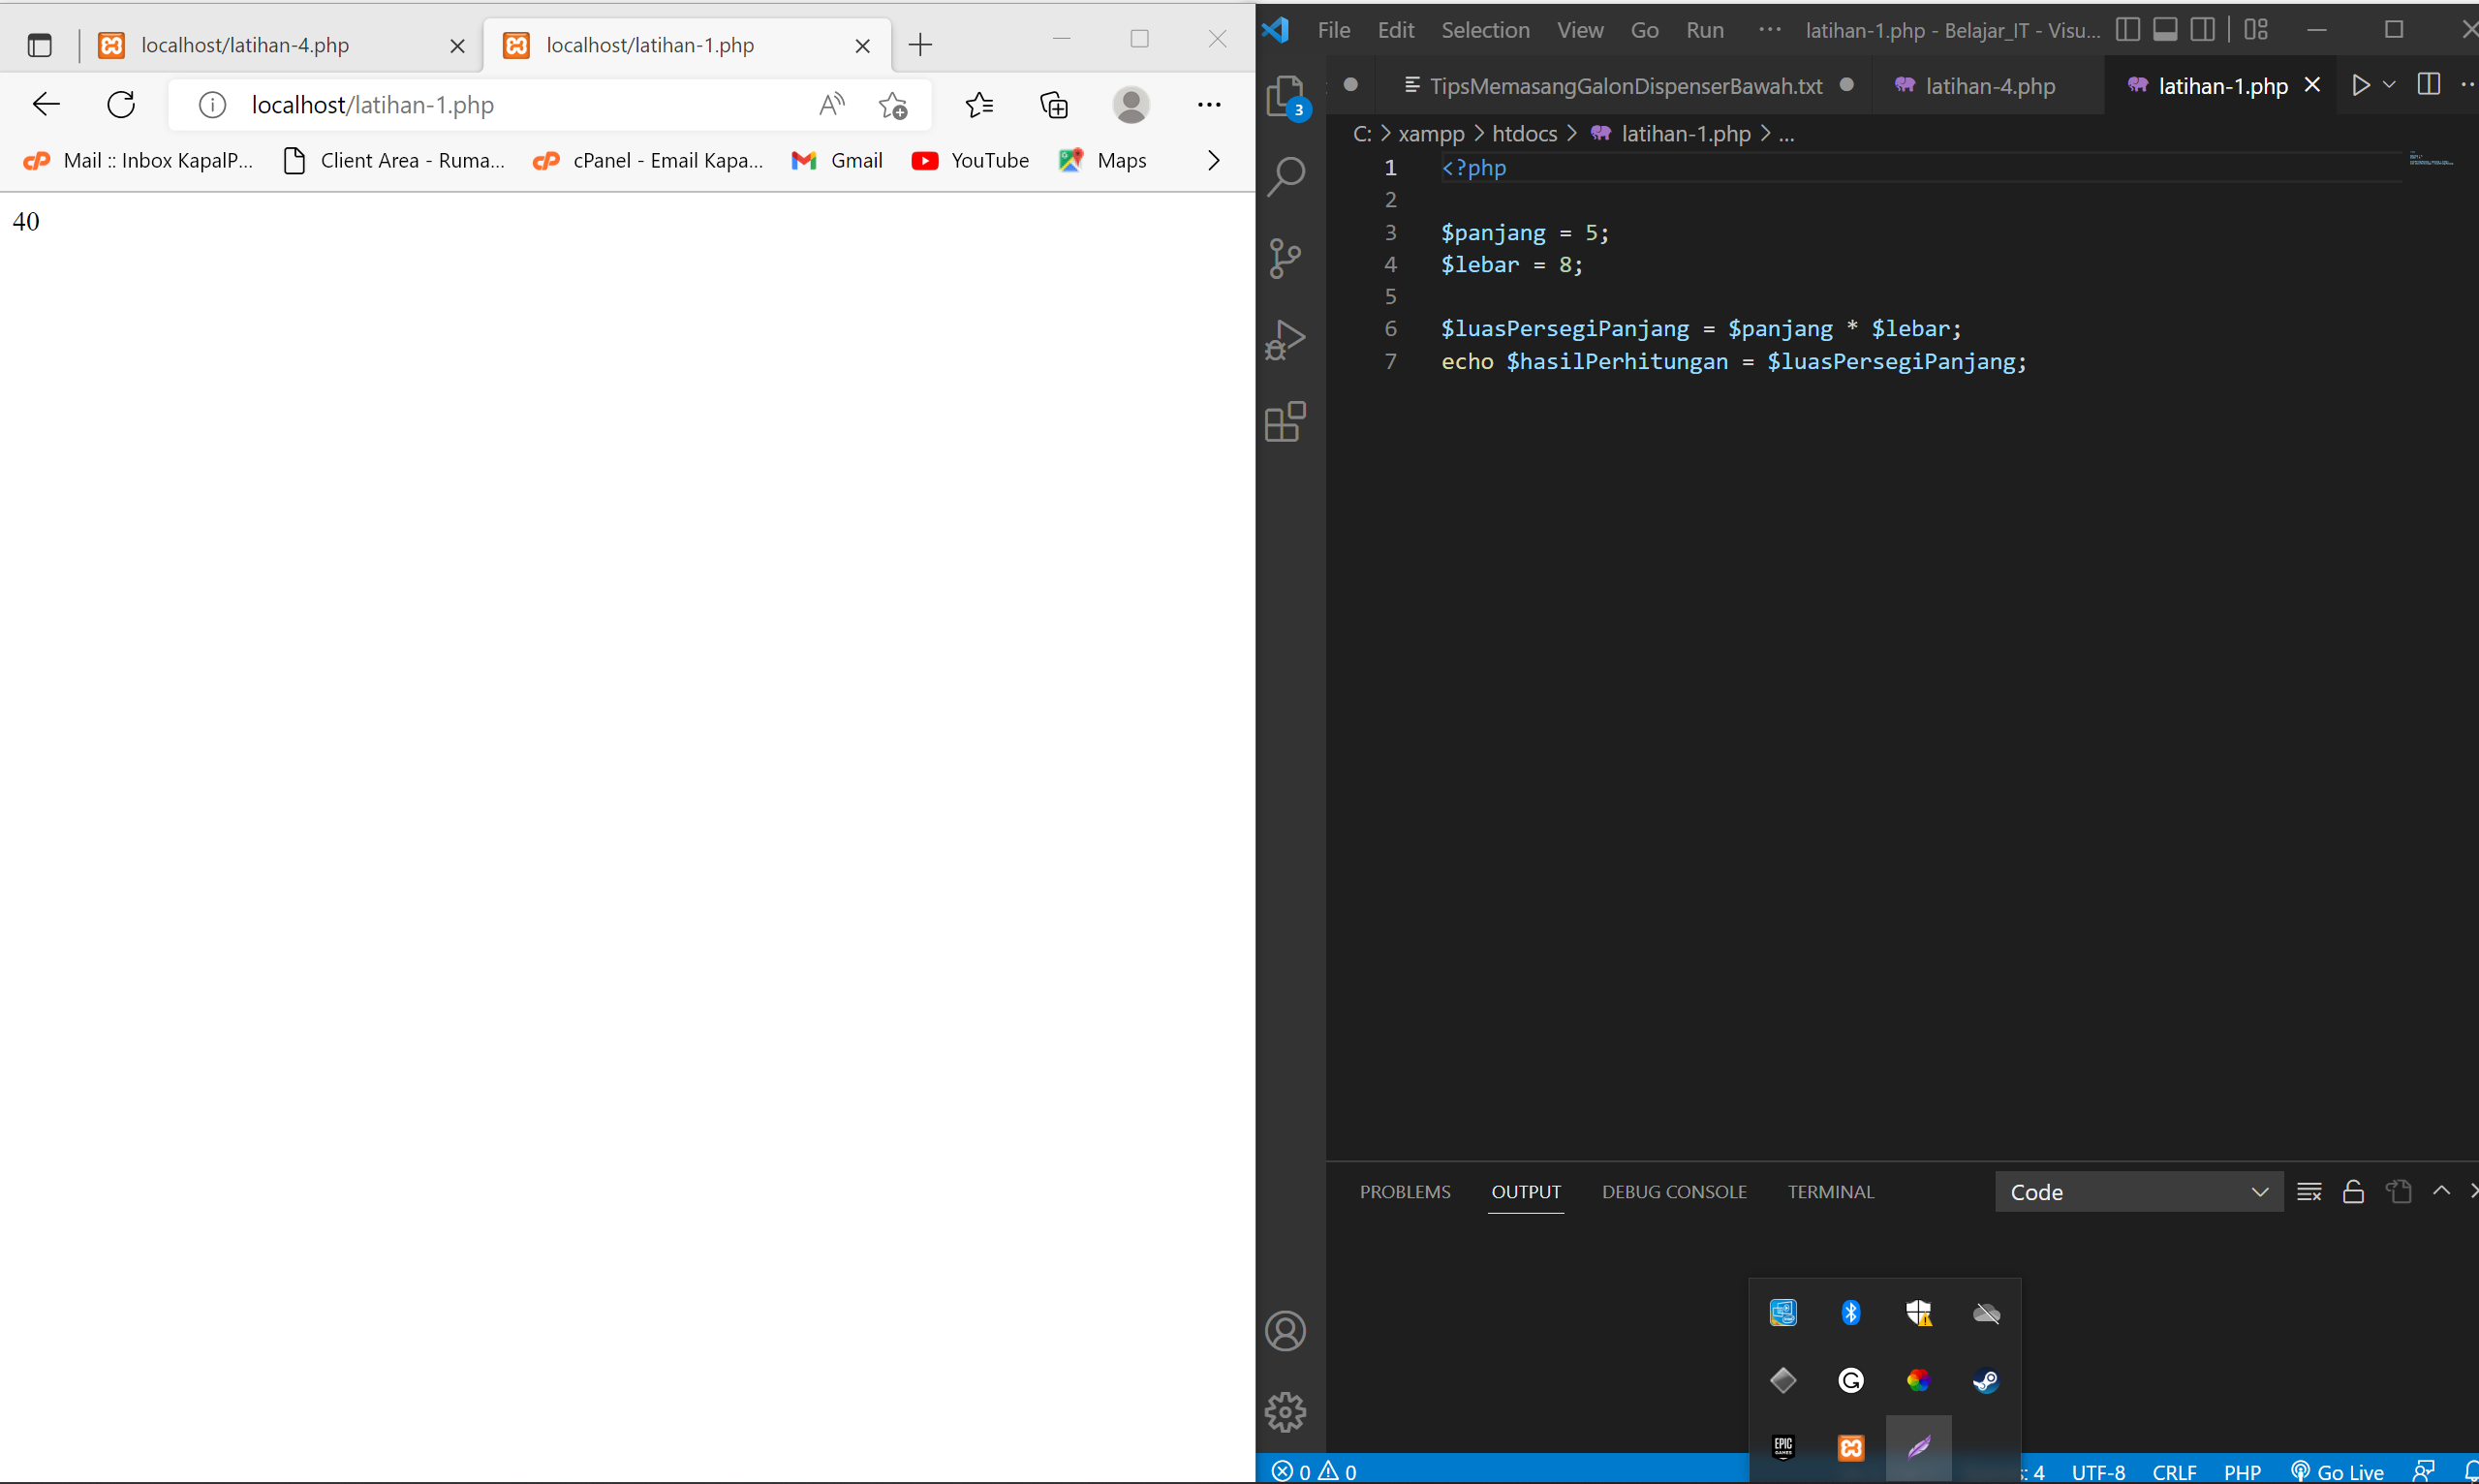 localhost/latihan-4.php
localhost/latihan-1.php
localhost/latihan-1.php
Mail :: Inbox KapalP...
Client Area - Ruma...
cPanel - Email Kapa...
Gmail
YouTube
Maps
40
File Edit Selection View Go Run ... latihan-1.php - Belajar_IT - Visu...
TipsMemasangGalonDispenserBawah.txt
latihan-4.php
latihan-1.php
3
C: > xampp > htdocs > latihan-1.php > ...
1 <?php
2
3 $panjang = 5;
4 $lebar = 8;
5
6 $luasPersegiPanjang = $panjang * $lebar;
7 echo $hasilPerhitungan = $luasPersegiPanjang;
PROBLEMS OUTPUT DEBUG CONSOLE TERMINAL
Code
EPIC GAMES
0 0
: 4 UTF-8 CRLF PHP Go Live